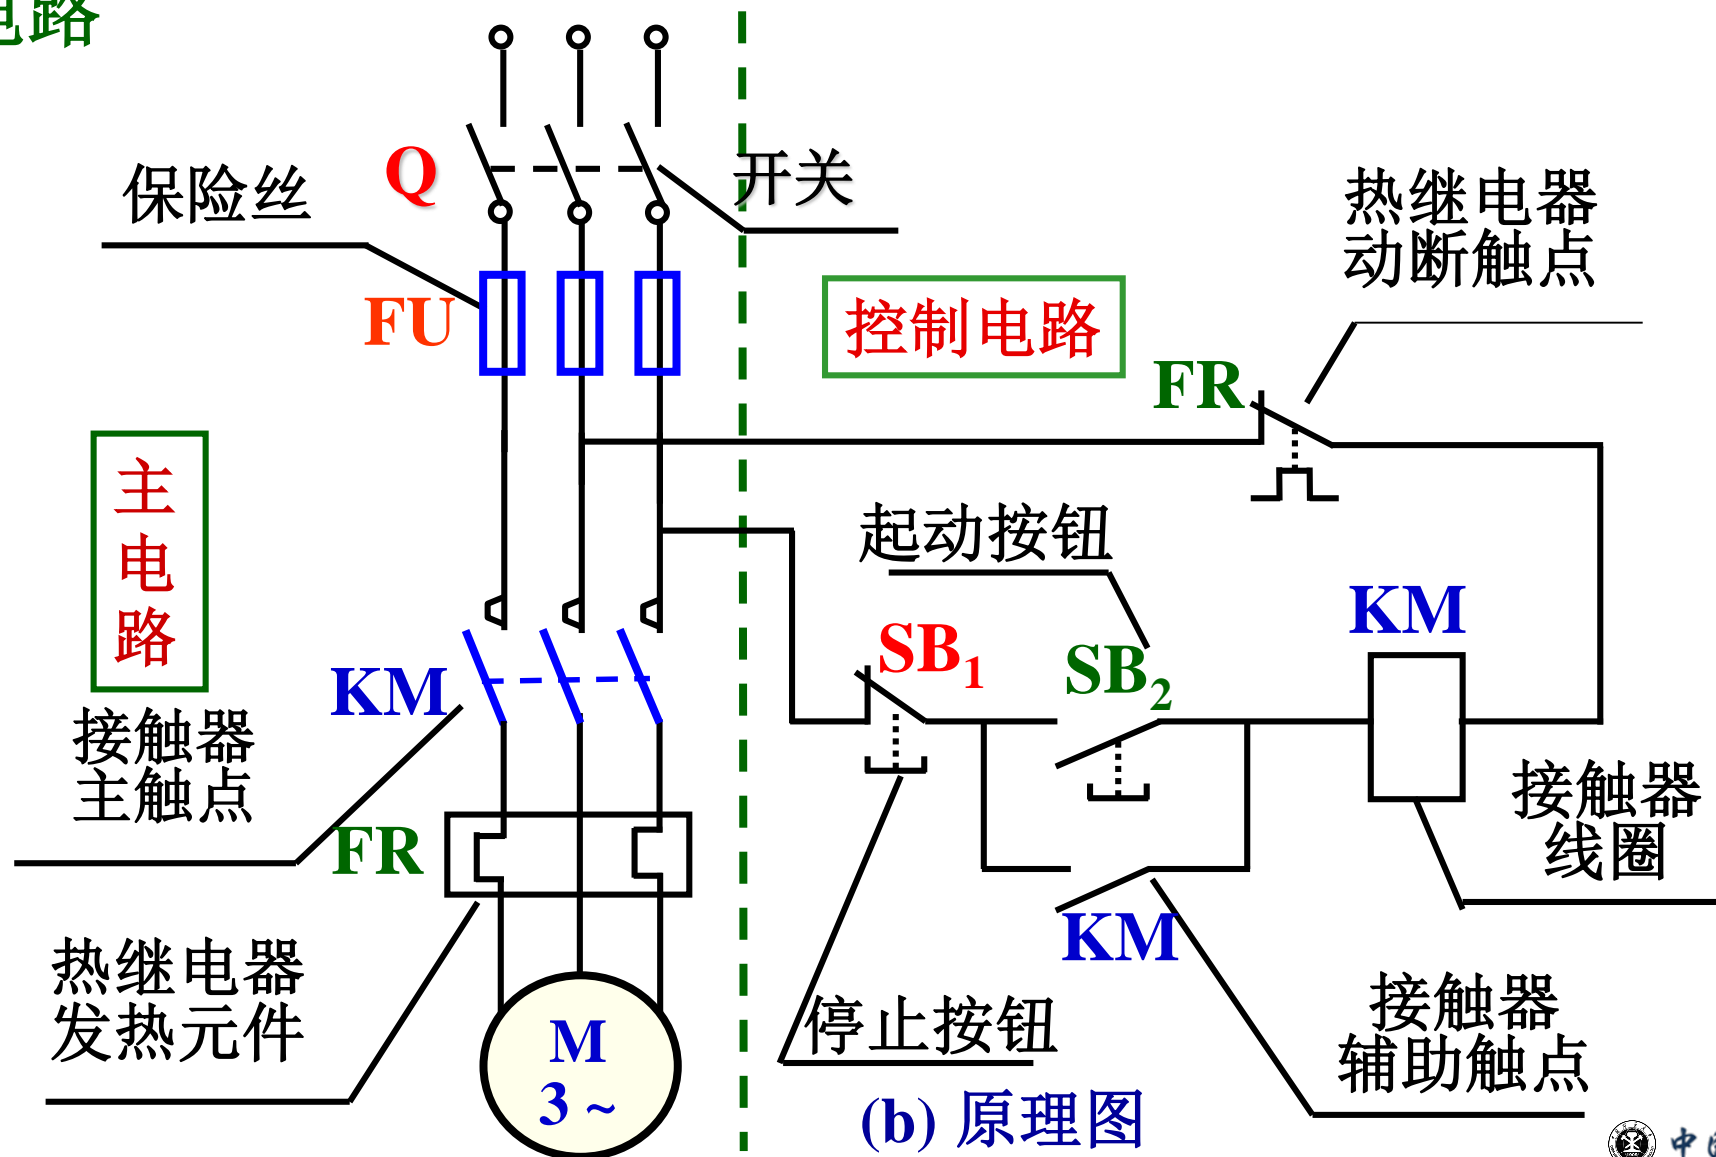 电路
Q
开关
保险丝
热继电器
动断触点
FU
控制电路
FR
主
电
路
起动按钮
KM
SB1
SB2
KM
接触器
主触点
接触器
线圈
FR
KM
热继电器
发热元件
停止按钮
接触器
辅助触点
M
3 ~
(b) 原理图
中